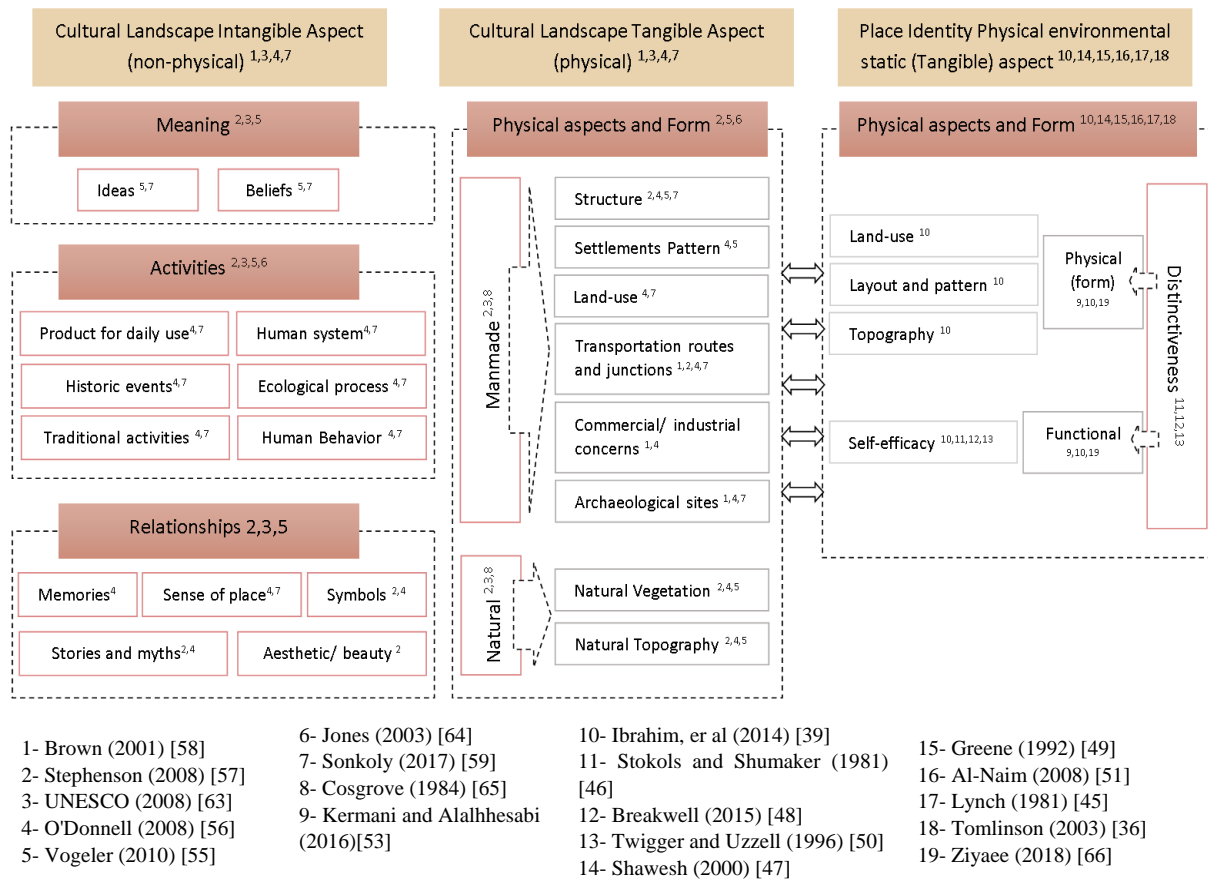 Cultural Landscape Intangible Aspect
(non-physical) 1,3,4,7
Meaning 2,3,5
Ideas 5,7
Beliefs 5,7
Activities 2,3,5,6
Product for daily use4,7
Human system4,7
Historic events4,7
Ecological process 4,7
Traditional activities 4,7
Human Behavior 4,7
Relationships 2,3,5
Memories4
Sense of place4,7
Symbols 2,4
Stories and myths2,4
Aesthetic/ beauty 2
Cultural Landscape Tangible Aspect
(physical) 1,3,4,7
Physical aspects and Form 2,5,6
Manmade 2,3,8
Structure 2,4,5,7
Settlements Pattern 4,5
Land-use 4,7
Transportation routes
and junctions 1,2,4,7
Commercial/ industrial
concerns 1,4
Archaeological sites 1,4,7
Natural 2,3,8
Natural Vegetation 2,4,5
Natural Topography 2,4,5
Place Identity Physical environmental
static (Tangible) aspect 10,14,15,16,17,18
Physical aspects and Form 10,14,15,16,17,18
Land-use 10
Layout and pattern 10
Topography 10
Physical
(form)
9,10,19
Self-efficacy 10,11,12,13
Functional
9,10,19
Distinctiveness 11,12,13
1- Brown (2001) [58]
2- Stephenson (2008) [57]
3- UNESCO (2008) [63]
4- O'Donnell (2008) [56]
5- Vogeler (2010) [55]
6- Jones (2003) [64]
7- Sonkoly (2017) [59]
8- Cosgrove (1984) [65]
9- Kermani and Alalhhesabi
(2016)[53]
10- Ibrahim, er al (2014) [39]
11- Stokols and Shumaker (1981)
[46]
12- Breakwell (2015) [48]
13- Twigger and Uzzell (1996) [50]
14- Shawesh (2000) [47]
15- Greene (1992) [49]
16- Al-Naim (2008) [51]
17- Lynch (1981) [45]
18- Tomlinson (2003) [36]
19- Ziyaee (2018) [66]